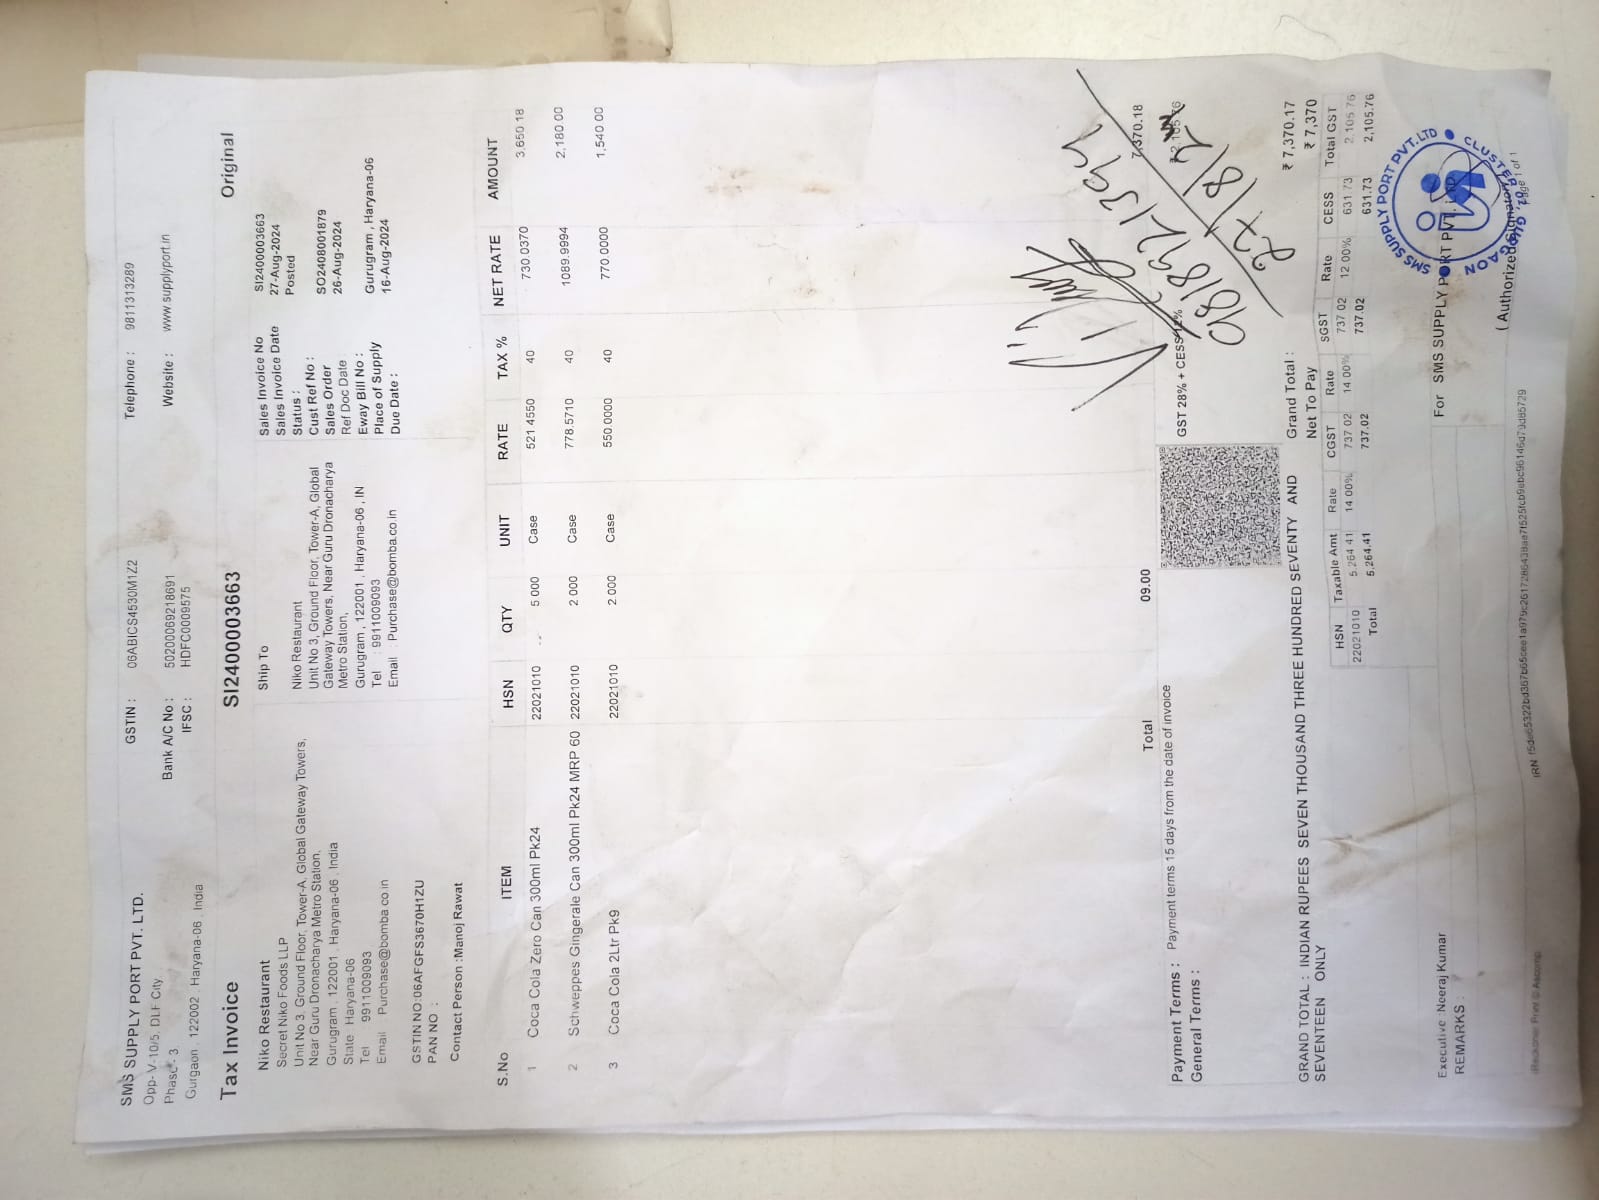 SMS SUPPLY PORT PVT. LTD.
Opp- V-10/5, DLF City,
Phase - 3
Gurgaon , 122002 , Haryana-06 , India
GSTIN : 06ABICS4530M1Z2
Bank A/C No : 50200069218691
IFSC : HDFC0009575
Telephone : 9811313289
Website : www.supplyport.in
Tax Invoice SI2400003663 Original
Niko Restaurant
Secret Niko Foods LLP
Unit No 3, Ground Floor, Tower-A, Global Gateway Towers,
Near Guru Dronacharya Metro Station,
Gurugram , 122001 , Haryana-06 , India
State Haryana-06
Tel 9911009093
Email Purchase@bomba.co.in
GSTIN NO:06AFGFS3670H1ZU
PAN NO :
Contact Person :Manoj Rawat
Ship To
Niko Restaurant
Unit No 3, Ground Floor, Tower-A, Global
Gateway Towers, Near Guru Dronacharya
Metro Station,
Gurugram , 122001 , Haryana-06 , IN
Tel : 9911009093
Email : Purchase@bomba.co.in
Sales Invoice No SI2400003663
Sales Invoice Date 27-Aug-2024
Status : Posted
Cust Ref No :
Sales Order SO240801879
Ref Doc Date 26-Aug-2024
Eway Bill No :
Place of Supply Gurugram , Haryana-06
Due Date : 16-Aug-2024
S.No ITEM HSN QTY UNIT RATE TAX % NET RATE AMOUNT
1 Coca Cola Zero Can 300ml Pk24 22021010 5.000 Case 521.4550 40 730.0370 3,650.18
2 Schweppes Gingerale Can 300ml Pk24 MRP 60 22021010 2.000 Case 778.5710 40 1089.9994 2,180.00
3 Coca Cola 2Ltr Pk9 22021010 2.000 Case 550.0000 40 770.0000 1,540.00
Total 09.00 7,370.18
9818921394
27/8/2
Payment Terms : Payment terms 15 days from the date of invoice
General Terms :
GST 28% + CESS 12% ₹ 2,105.76
GRAND TOTAL : INDIAN RUPEES SEVEN THOUSAND THREE HUNDRED SEVENTY AND
SEVENTEEN ONLY
Grand Total : ₹ 7,370.17
Net To Pay ₹ 7,370
HSN Taxable Amt Rate CGST Rate SGST Rate CESS Total GST
22021010 5,264.41 14.00% 737.02 14.00% 737.02 12.00% 631.73 2,105.76
Total 5,264.41 737.02 737.02 631.73 2,105.76
Executive :Neeraj Kumar
REMARKS :
For SMS SUPPLY PORT PVT. LTD.
SMS SUPPLY PORT PVT.LTD
( Authorized Signatory )
Page 1 of 1